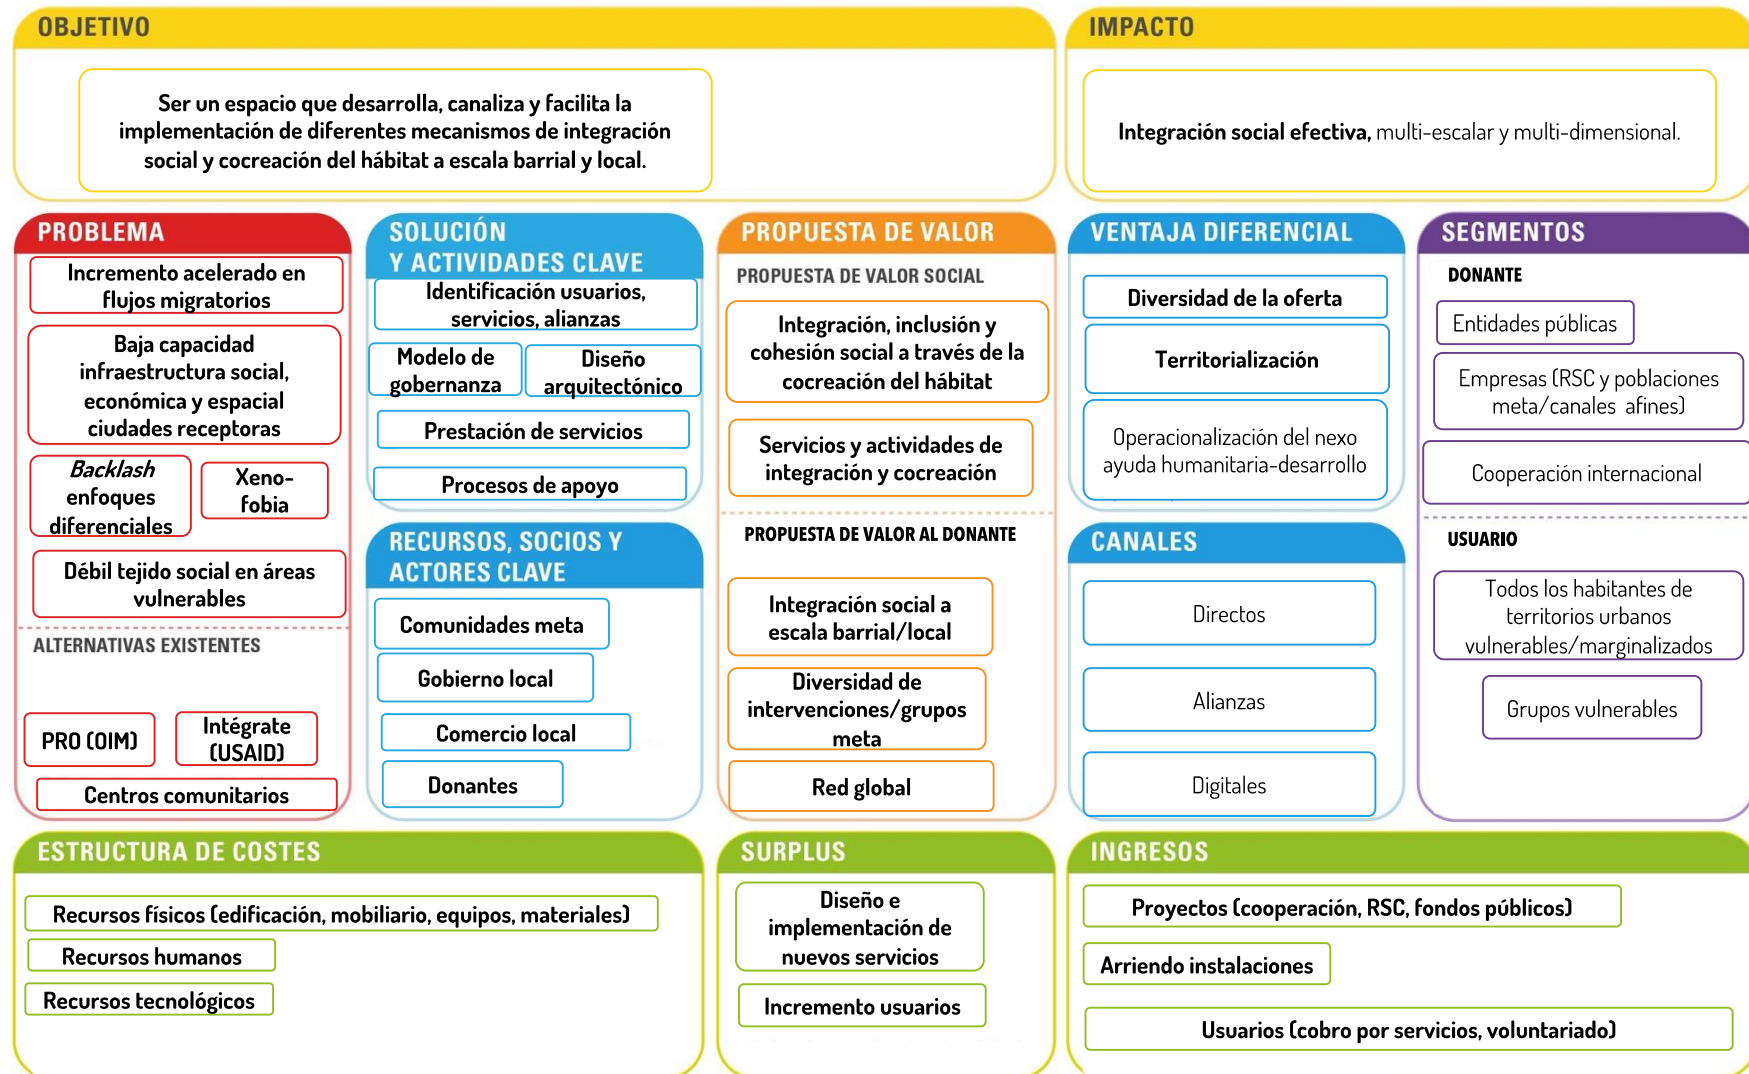 OBJETIVO
Ser un espacio que desarrolla, canaliza y facilita la
implementación de diferentes mecanismos de integración
social y cocreación del hábitat a escala barrial y local.
IMPACTO
Integración social efectiva, multi-escalar y multi-dimensional.
PROBLEMA
Incremento acelerado en
flujos migratorios
Baja capacidad
infraestructura social,
económica y espacial
ciudades receptoras
Backlash
enfoques
diferenciales
Xeno-
fobia
Débil tejido social en áreas
vulnerables
ALTERNATIVAS EXISTENTES
PRO (OIM)
Intégrate
(USAID)
Centros comunitarios
SOLUCIÓN
Y ACTIVIDADES CLAVE
Identificación usuarios,
servicios, alianzas
Modelo de
gobernanza
Diseño
arquitectónico
Prestación de servicios
Procesos de apoyo
RECURSOS, SOCIOS Y
ACTORES CLAVE
Comunidades meta
Gobierno local
Comercio local
Donantes
PROPUESTA DE VALOR
PROPUESTA DE VALOR SOCIAL
Integración, inclusión y
cohesión social a través de la
cocreación del hábitat
Servicios y actividades de
integración y cocreación
PROPUESTA DE VALOR AL DONANTE
Integración social a
escala barrial/local
Diversidad de
intervenciones/grupos
meta
Red global
VENTAJA DIFERENCIAL
Diversidad de la oferta
Territorialización
Operacionalización del nexo
ayuda humanitaria-desarrollo
CANALES
Directos
Alianzas
Digitales
SEGMENTOS
DONANTE
Entidades públicas
Empresas (RSC y poblaciones
meta/canales afines)
Cooperación internacional
USUARIO
Todos los habitantes de
territorios urbanos
vulnerables/marginalizados
Grupos vulnerables
ESTRUCTURA DE COSTES
Recursos físicos (edificación, mobiliario, equipos, materiales)
Recursos humanos
Recursos tecnológicos
SURPLUS
Diseño e
implementación de
nuevos servicios
Incremento usuarios
INGRESOS
Proyectos (cooperación, RSC, fondos públicos)
Arriendo instalaciones
Usuarios (cobro por servicios, voluntariado)